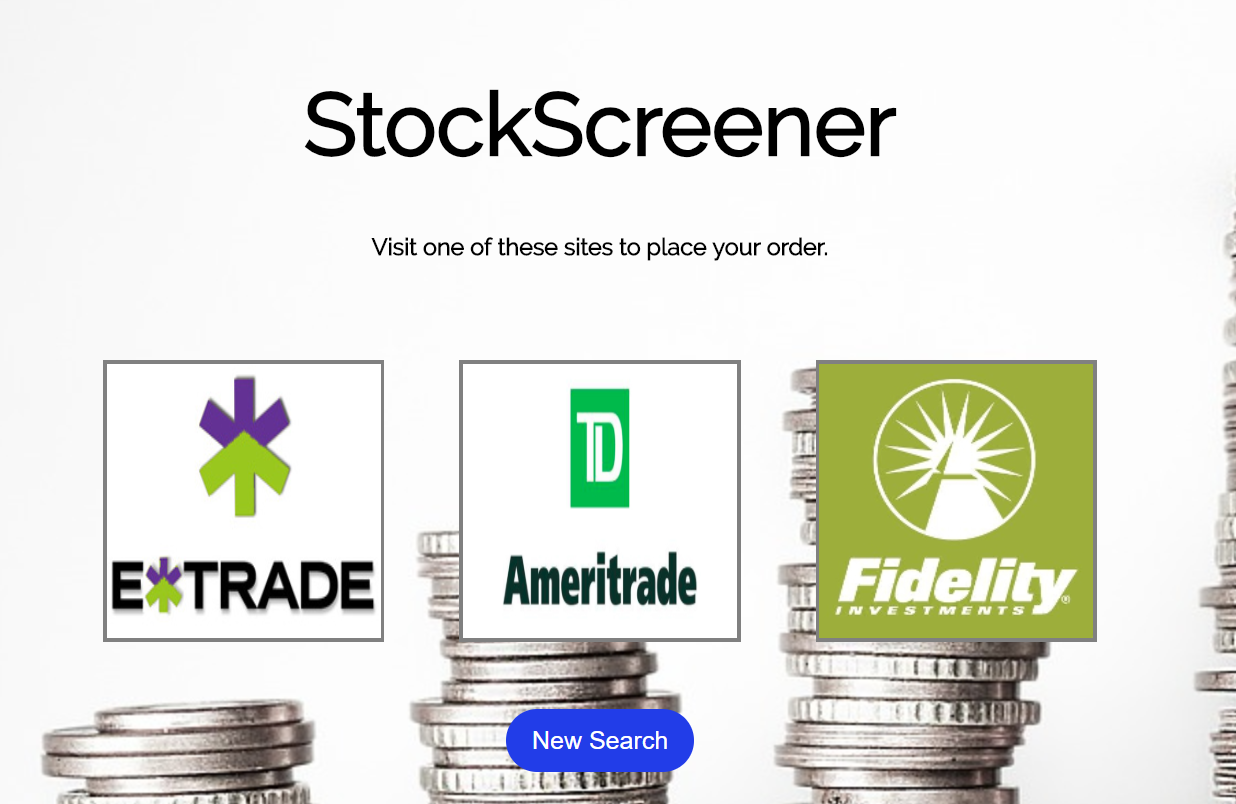 StockScreener
Visit one of these sites to place your order.
E*TRADE
TD
Ameritrade
Fidelity
INVESTMENTS®
New Search